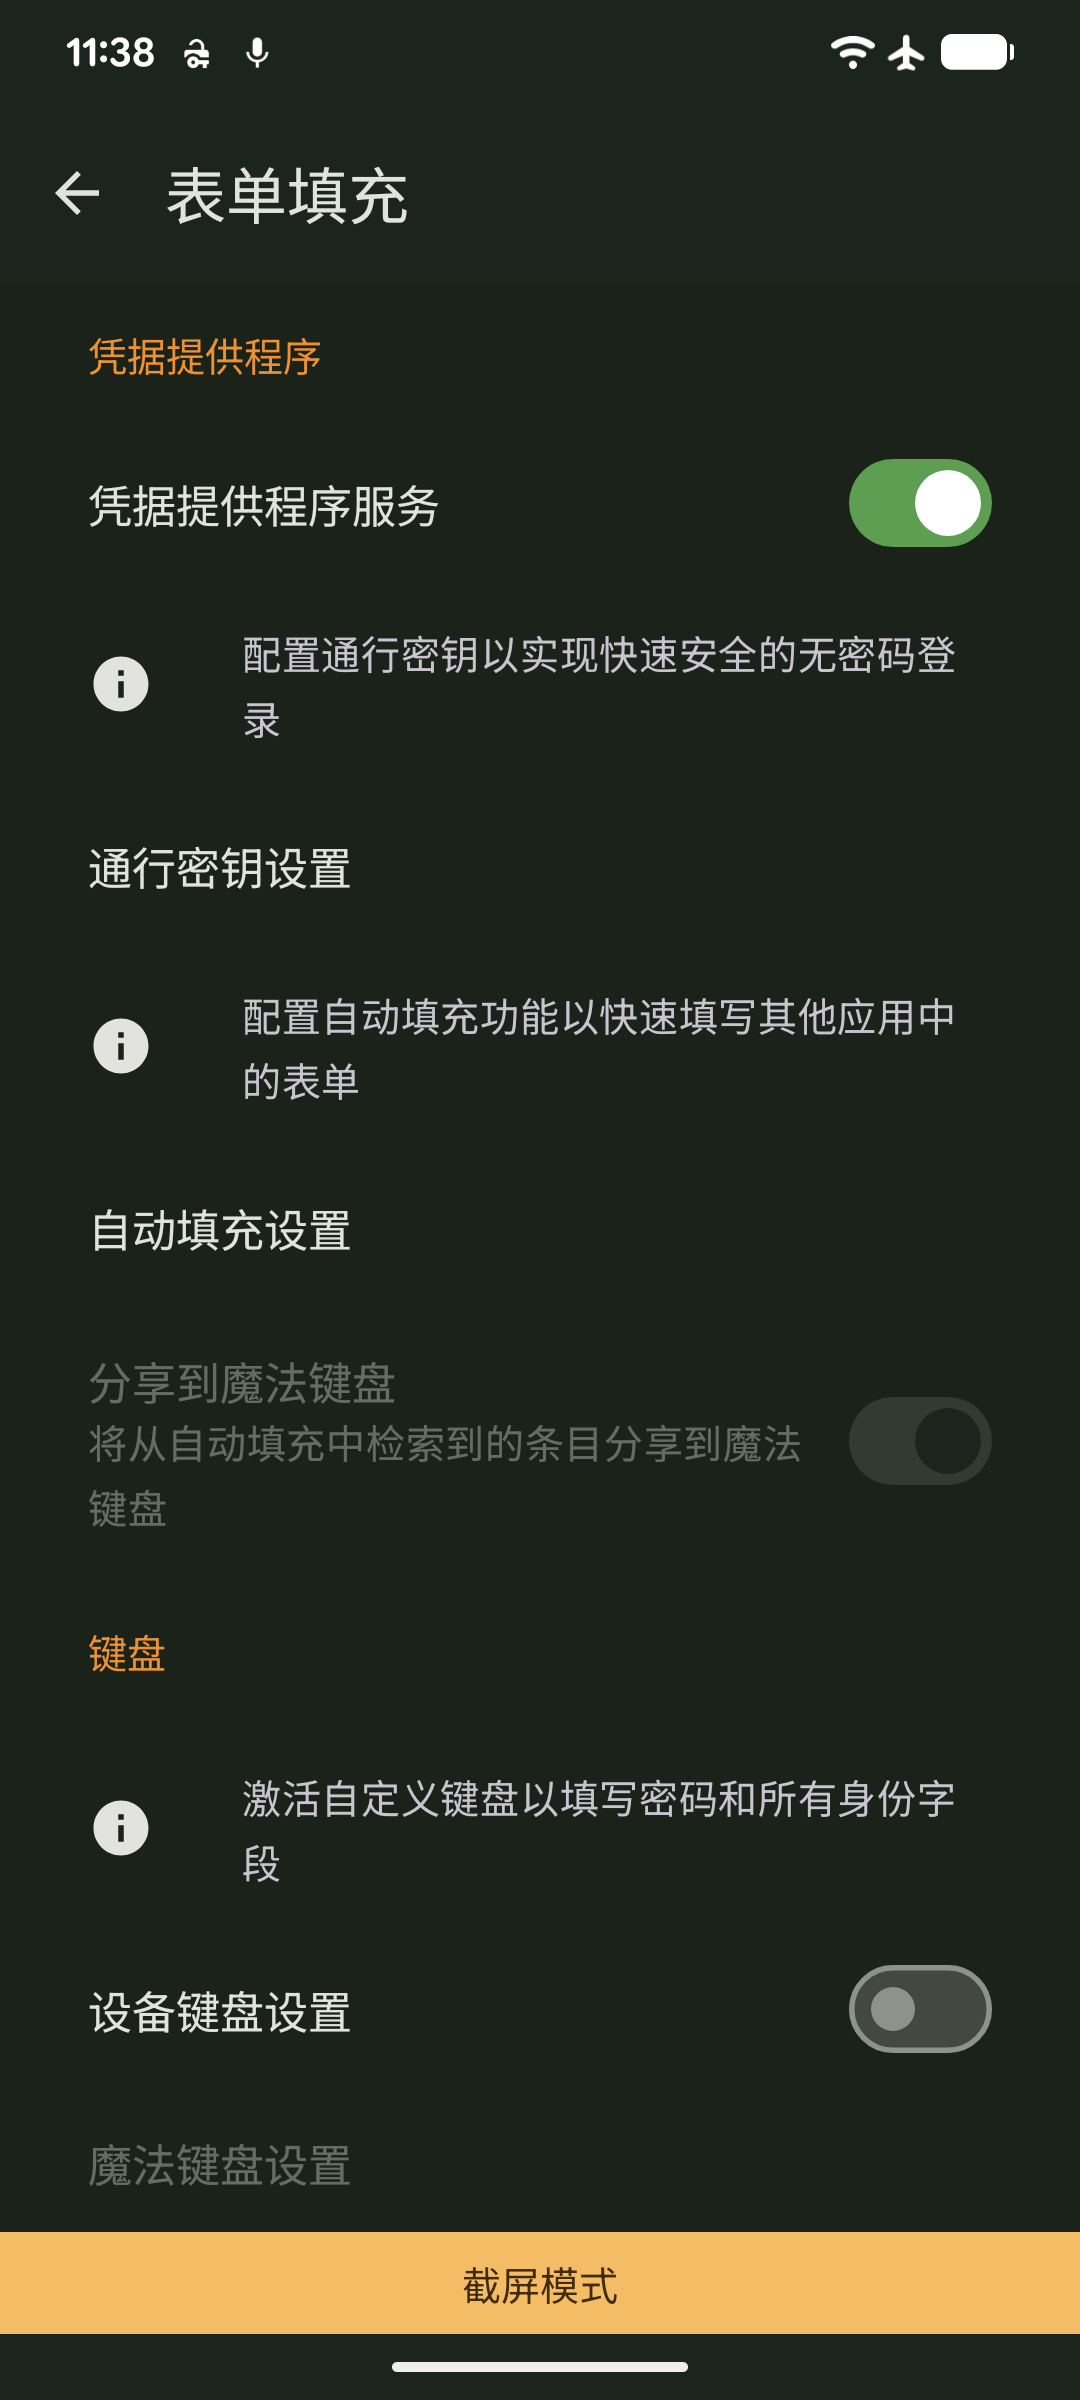 11:38
表单填充
凭据提供程序
凭据提供程序服务
配置通行密钥以实现快速安全的无密码登
录
通行密钥设置
配置自动填充功能以快速填写其他应用中
的表单
自动填充设置
分享到魔法键盘
将从自动填充中检索到的条目分享到魔法
键盘
键盘
激活自定义键盘以填写密码和所有身份字
段
设备键盘设置
魔法键盘设置
截屏模式